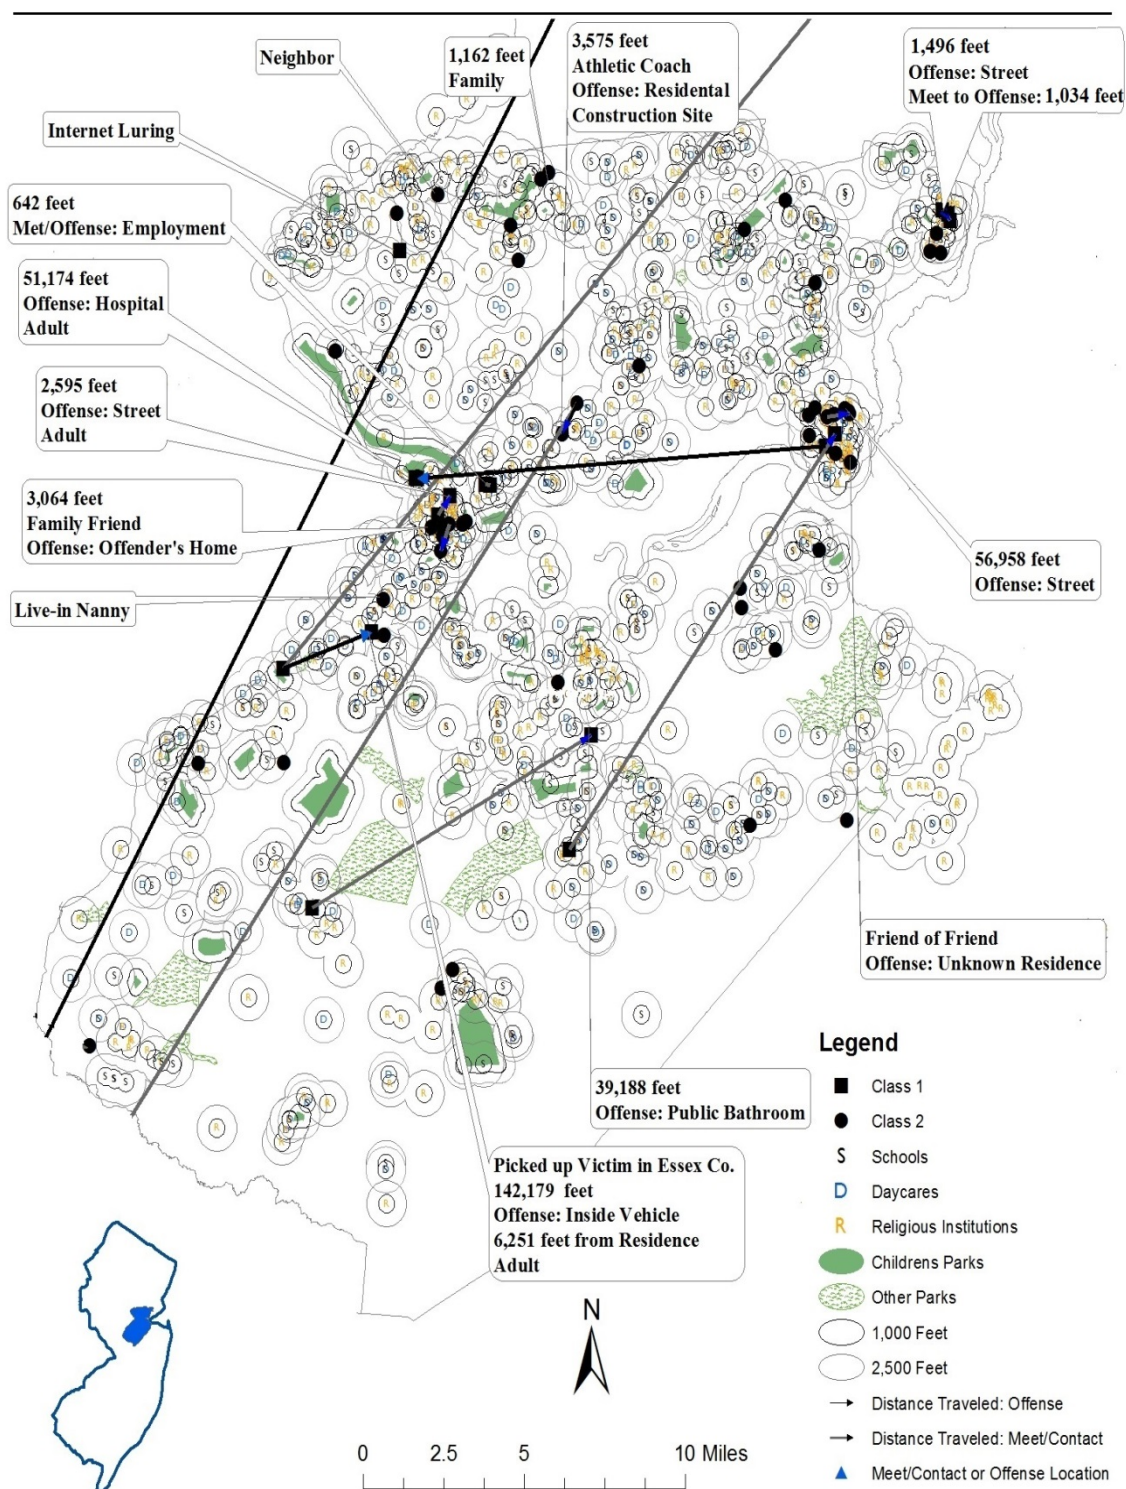 Neighbor
1,162 feet
Family
3,575 feet
Athletic Coach
Offense: Residental
Construction Site
1,496 feet
Offense: Street
Meet to Offense: 1,034 feet
Internet Luring
642 feet
Met/Offense: Employment
51,174 feet
Offense: Hospital
Adult
2,595 feet
Offense: Street
Adult
3,064 feet
Family Friend
Offense: Offender's Home
56,958 feet
Offense: Street
Live-in Nanny
Friend of Friend
Offense: Unknown Residence
39,188 feet
Offense: Public Bathroom
Picked up Victim in Essex Co.
142,179 feet
Offense: Inside Vehicle
6,251 feet from Residence
Adult
Legend
Class 1
Class 2
S Schools
D Daycares
R Religious Institutions
Childrens Parks
Other Parks
1,000 Feet
2,500 Feet
Distance Traveled: Offense
Distance Traveled: Meet/Contact
Meet/Contact or Offense Location
N
0 2.5 5 10 Miles